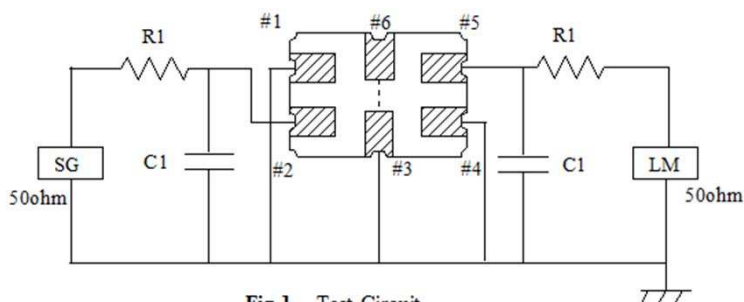 #1 #6 #5
R1 R1
SG C1 C1 LM
#2 #3 #4
50ohm 50ohm
Fig.1 Test Circuit